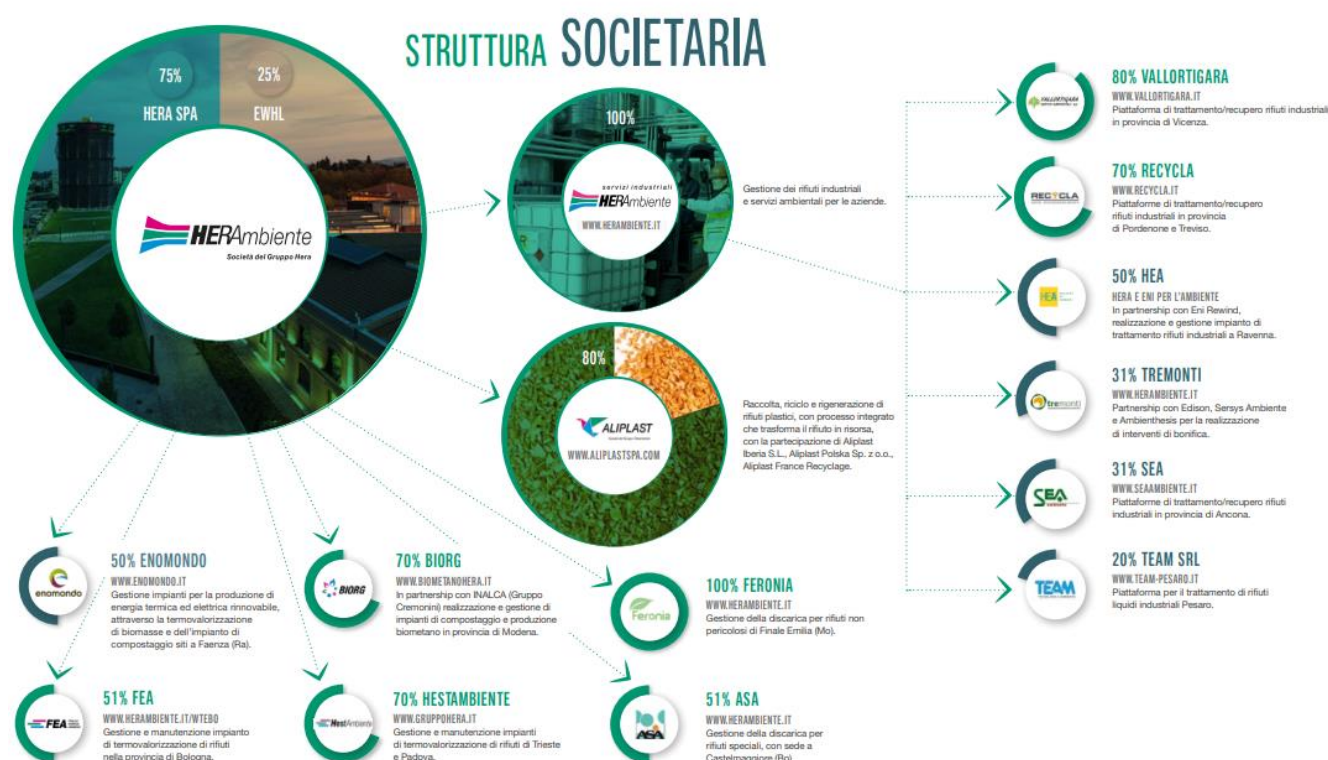 STRUTTURA SOCIETARIA
75%
HERA SPA
25%
EWHL
HERAmbiente
Società del Gruppo Hera
100%
servizi industriali
HERAmbiente
WWW.HERAMBIENTE.IT
Gestione dei rifiuti industriali
e servizi ambientali per le aziende.
80%
ALIPLAST
WWW.ALIPLASTSPA.COM
Raccolta, riciclo e rigenerazione di
rifiuti plastici, con processo integrato
che trasforma il rifiuto in risorsa,
con la partecipazione di Aliplast
Iberia S.L., Aliplast Polska Sp. z o.o.,
Aliplast France Recyclage.
VALLORTIGARA
80% VALLORTIGARA
WWW.VALLORTIGARA.IT
Piattaforma di trattamento/recupero rifiuti industriali
in provincia di Vicenza.
RECYCLA
70% RECYCLA
WWW.RECYCLA.IT
Piattaforme di trattamento/recupero
rifiuti industriali in provincia
di Pordenone e Treviso.
HEA
50% HEA
HERA E ENI PER L'AMBIENTE
In partnership con Eni Rewind,
realizzazione e gestione impianto di
trattamento rifiuti industriali a Ravenna.
tremonti
31% TREMONTI
WWW.HERAMBIENTE.IT
Partnership con Edison, Sersys Ambiente
e Ambienthesis per la realizzazione
di interventi di bonifica.
SEA
31% SEA
WWW.SEAAMBIENTE.IT
Piattaforme di trattamento/recupero rifiuti
industriali in provincia di Ancona.
TEAM
20% TEAM SRL
WWW.TEAM-PESARO.IT
Piattaforma per il trattamento di rifiuti
liquidi industriali Pesaro.
enomondo
50% ENOMONDO
WWW.ENOMONDO.IT
Gestione impianti per la produzione di
energia termica ed elettrica rinnovabile,
attraverso la termovalorizzazione
di biomasse e dell'impianto di
compostaggio siti a Faenza (Ra).
BIORG
70% BIORG
WWW.BIOMETANOHERA.IT
In partnership con INALCA (Gruppo
Cremonini) realizzazione e gestione di
impianti di compostaggio e produzione
biometano in provincia di Modena.
Feronia
100% FERONIA
WWW.HERAMBIENTE.IT
Gestione della discarica per rifiuti non
pericolosi di Finale Emilia (Mo).
FEA
51% FEA
WWW.HERAMBIENTE.IT/WTEBO
Gestione e manutenzione impianto
di termovalorizzazione di rifiuti
nella provincia di Bologna.
HestAmbiente
70% HESTAMBIENTE
WWW.GRUPPOHERA.IT
Gestione e manutenzione impianti
di termovalorizzazione di rifiuti di Trieste
e Padova.
ASA
51% ASA
WWW.HERAMBIENTE.IT
Gestione della discarica per
rifiuti speciali, con sede a
Castelmaggiore (Bo)